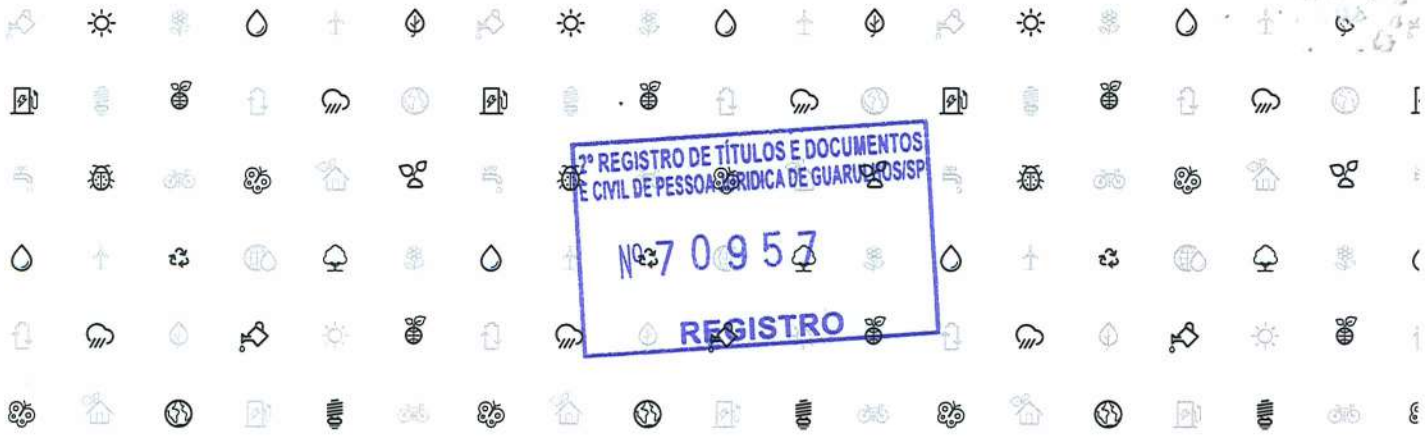 2º REGISTRO DE TÍTULOS E DOCUMENTOS
E CIVIL DE PESSOA JURIDICA DE GUARULHOS/SP
Nº 70957
REGISTRO